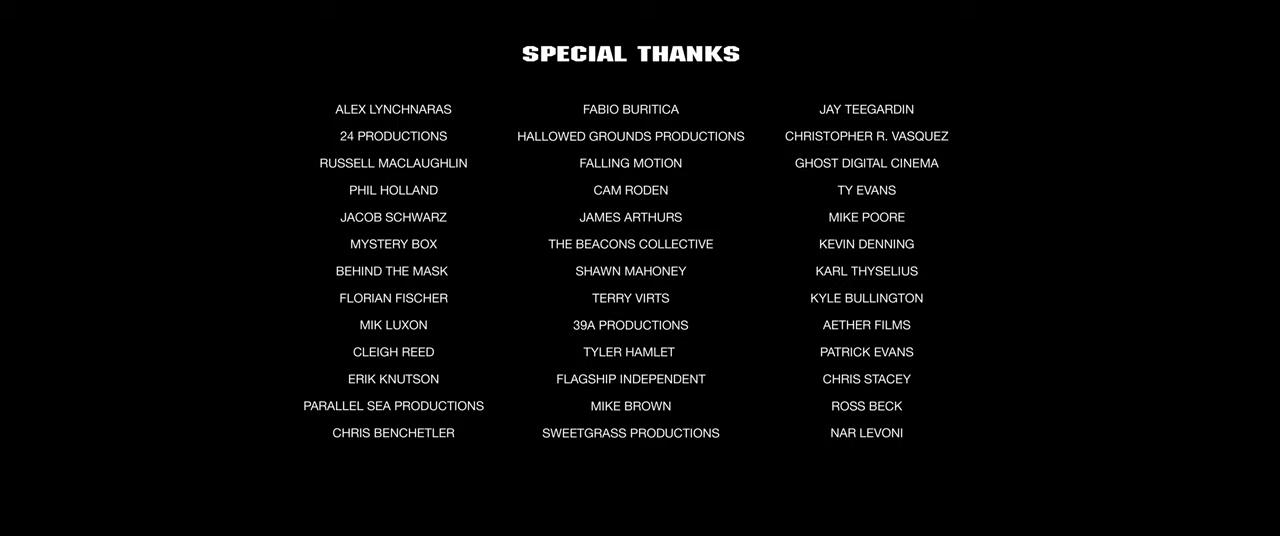 SPECIAL THANKS
ALEX LYNCHNARAS
24 PRODUCTIONS
RUSSELL MACLAUGHLIN
PHIL HOLLAND
JACOB SCHWARZ
MYSTERY BOX
BEHIND THE MASK
FLORIAN FISCHER
MIK LUXON
CLEIGH REED
ERIK KNUTSON
PARALLEL SEA PRODUCTIONS
CHRIS BENCHETLER
FABIO BURITICA
HALLOWED GROUNDS PRODUCTIONS
FALLING MOTION
CAM RODEN
JAMES ARTHURS
THE BEACONS COLLECTIVE
SHAWN MAHONEY
TERRY VIRTS
39A PRODUCTIONS
TYLER HAMLET
FLAGSHIP INDEPENDENT
MIKE BROWN
SWEETGRASS PRODUCTIONS
JAY TEEGARDIN
CHRISTOPHER R. VASQUEZ
GHOST DIGITAL CINEMA
TY EVANS
MIKE POORE
KEVIN DENNING
KARL THYSELIUS
KYLE BULLINGTON
AETHER FILMS
PATRICK EVANS
CHRIS STACEY
ROSS BECK
NAR LEVONI